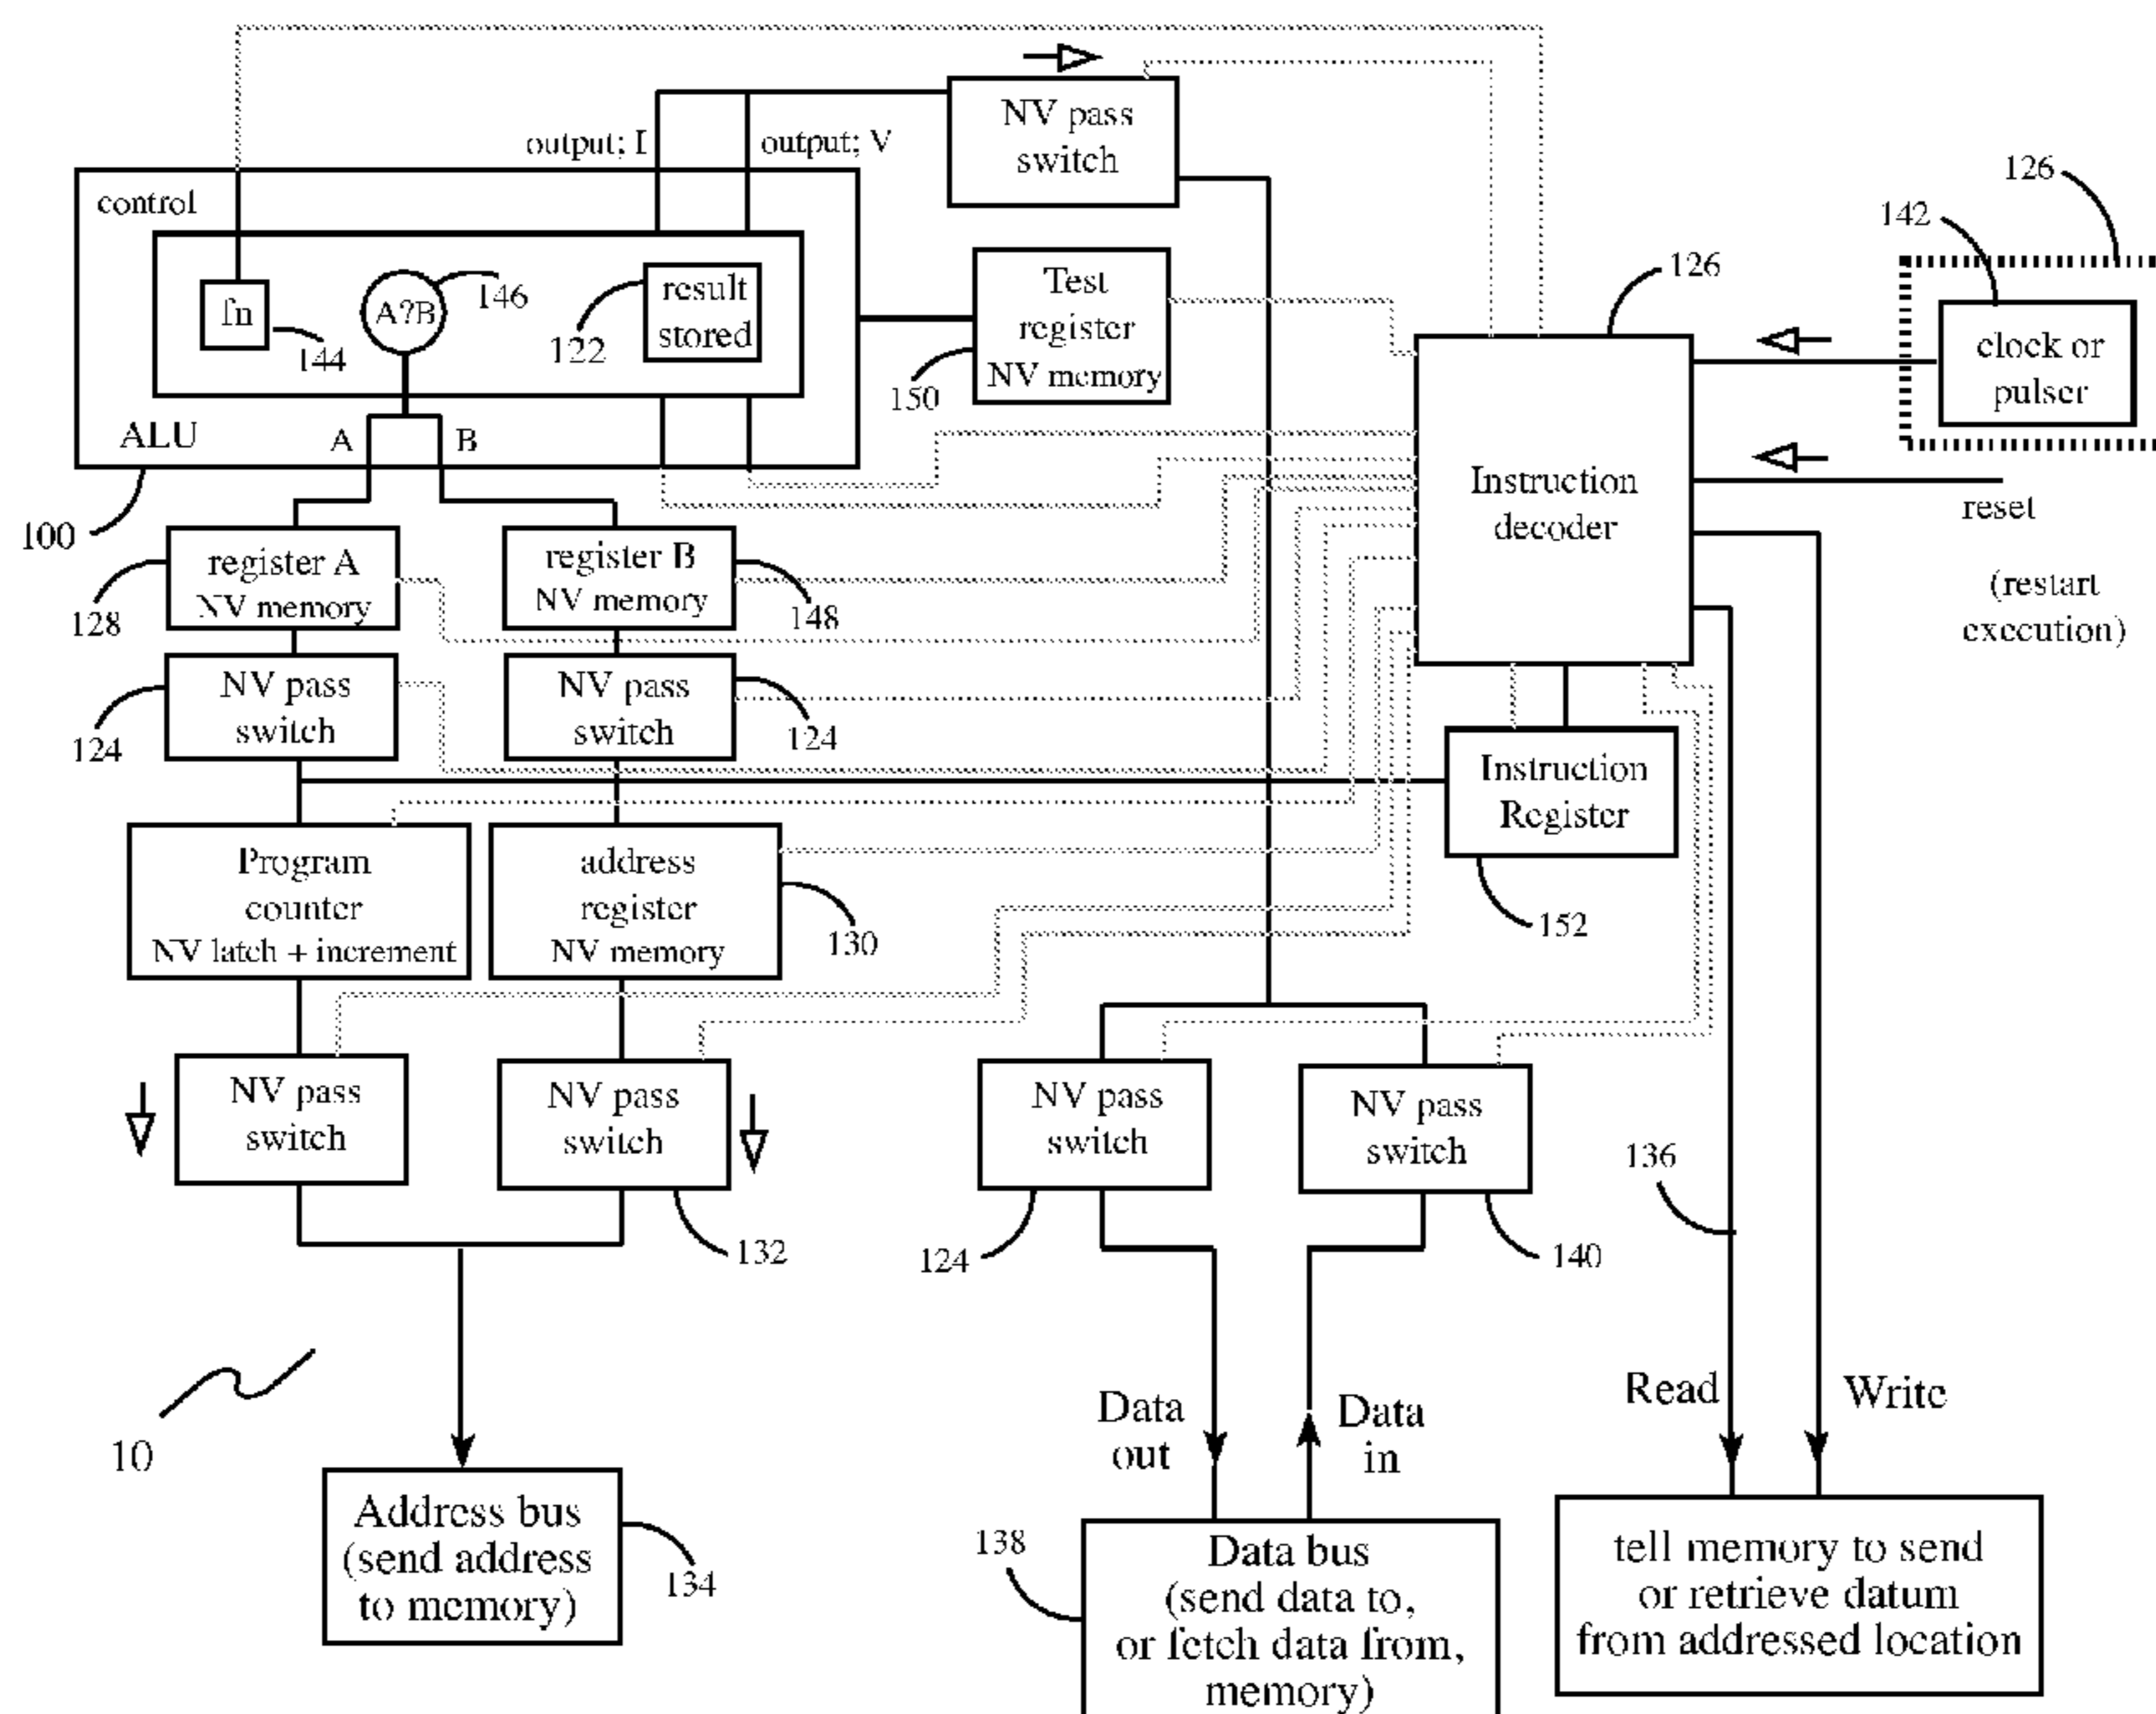 output; I
output; V
NV pass
switch
control
fn
144
A?B
146
122
result
stored
ALU
A
B
100
Test
register
NV memory
150
126
126
142
clock or
pulser
Instruction
decoder
reset
(restart
execution)
register A
NV memory
128
register B
NV memory
148
NV pass
switch
124
NV pass
switch
124
Instruction
Register
152
Program
counter
NV latch + increment
address
register
NV memory
130
NV pass
switch
NV pass
switch
132
NV pass
switch
124
NV pass
switch
140
136
10
Data
out
Data
in
Read
Write
Address bus
(send address
to memory)
134
138
Data bus
(send data to,
or fetch data from,
memory)
tell memory to send
or retrieve datum
from addressed location